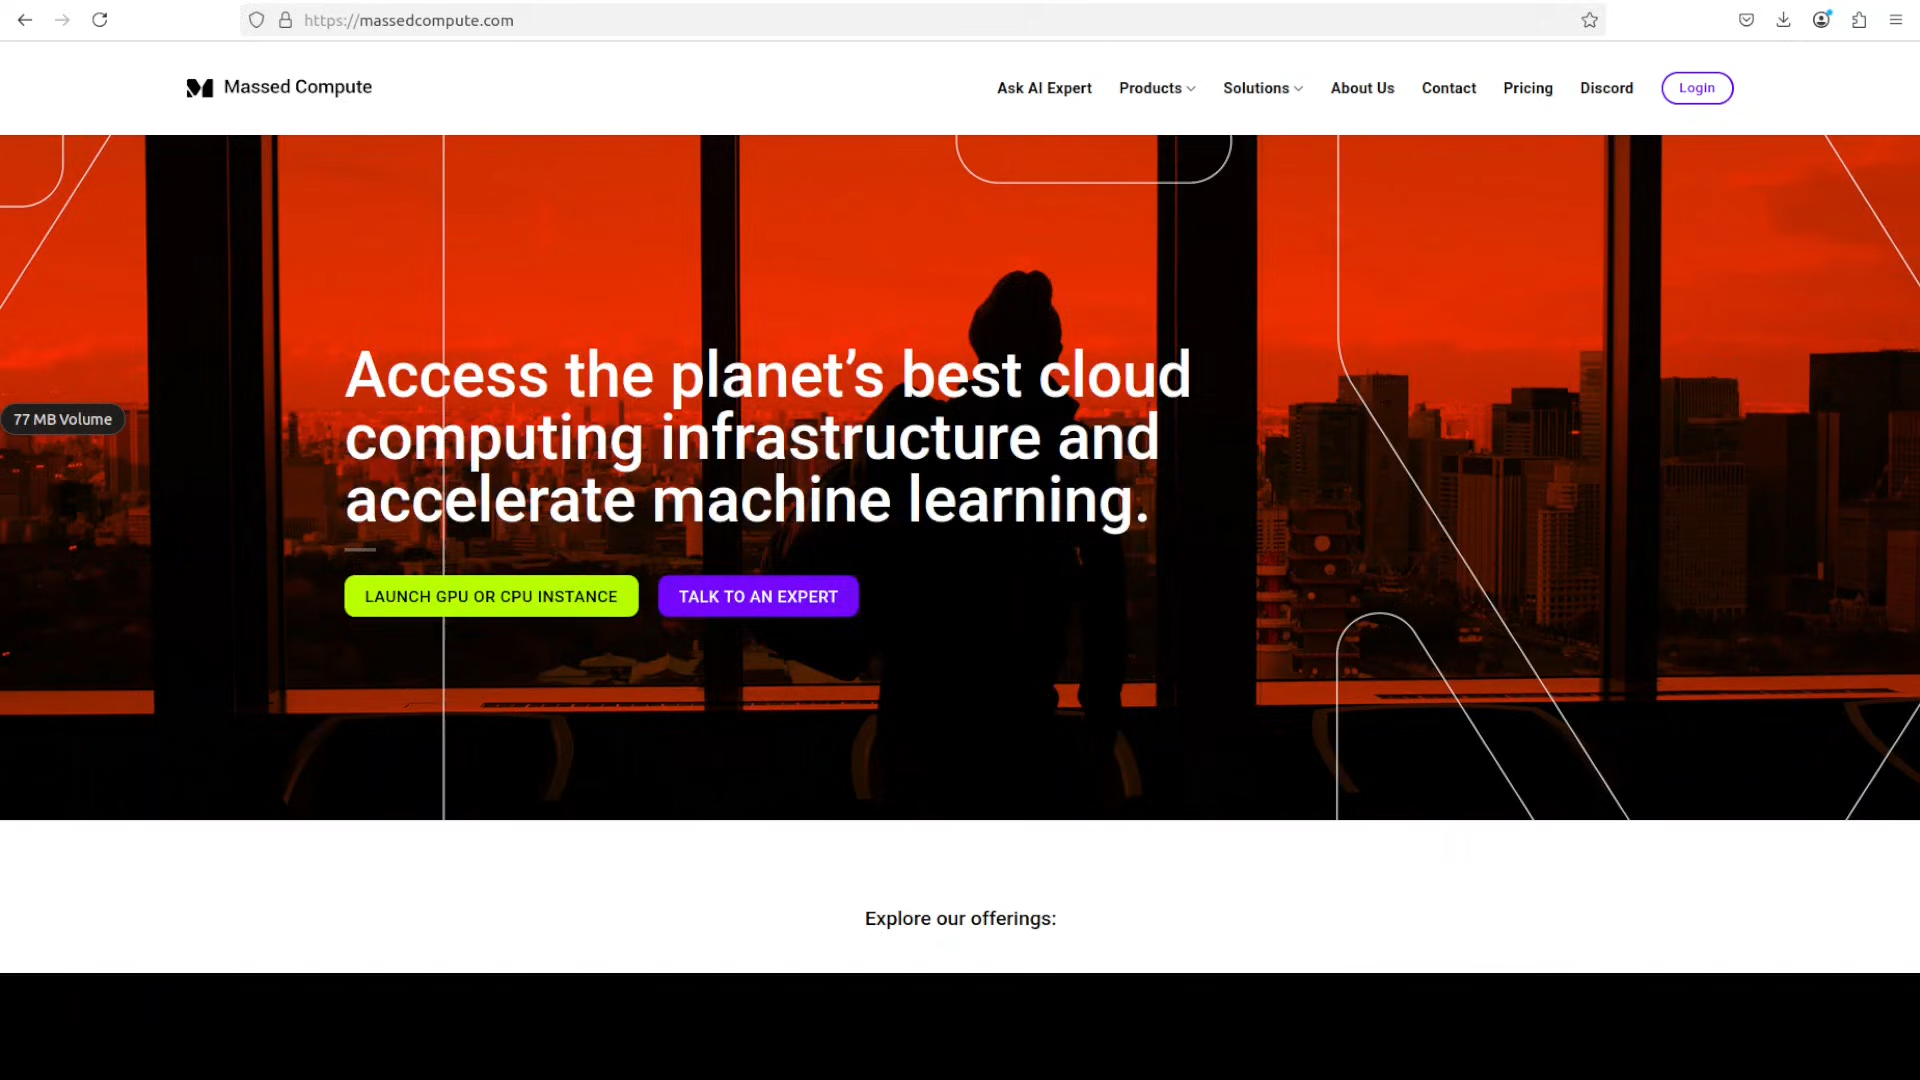 https://massedcompute.com
Massed Compute
Ask AI Expert
Products
Solutions
About Us
Contact
Pricing
Discord
Login
Access the planet’s best cloud
computing infrastructure and
accelerate machine learning.
77 MB Volume
LAUNCH GPU OR CPU INSTANCE
TALK TO AN EXPERT
Explore our offerings: